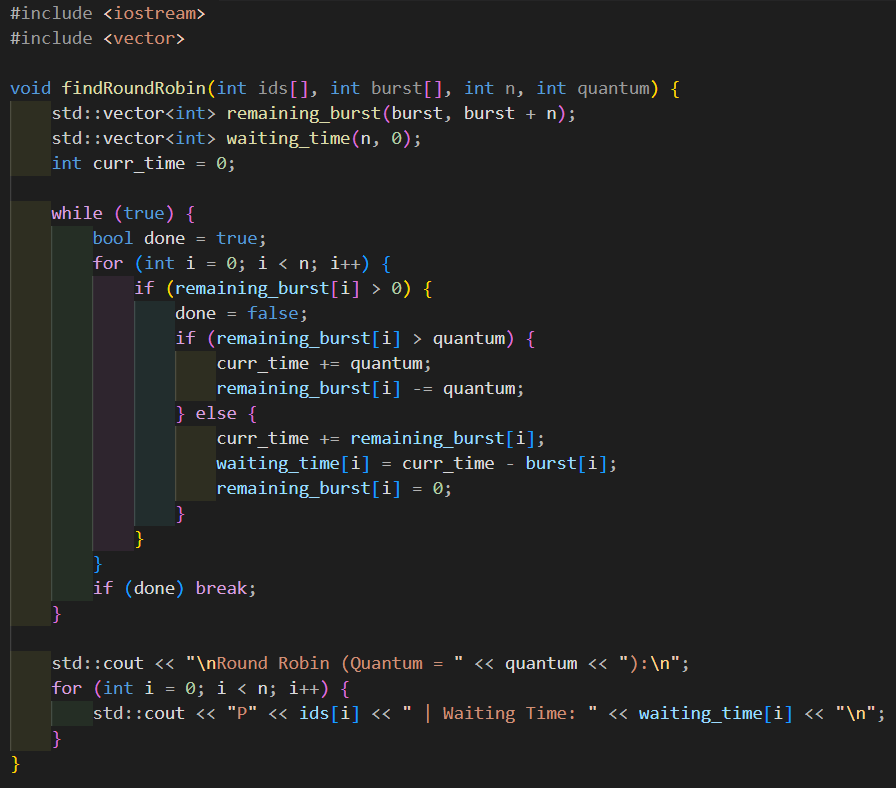 #include <iostream>
#include <vector>

void findRoundRobin(int ids[], int burst[], int n, int quantum) {
    std::vector<int> remaining_burst(burst, burst + n);
    std::vector<int> waiting_time(n, 0);
    int curr_time = 0;

    while (true) {
        bool done = true;
        for (int i = 0; i < n; i++) {
            if (remaining_burst[i] > 0) {
                done = false;
                if (remaining_burst[i] > quantum) {
                    curr_time += quantum;
                    remaining_burst[i] -= quantum;
                } else {
                    curr_time += remaining_burst[i];
                    waiting_time[i] = curr_time - burst[i];
                    remaining_burst[i] = 0;
                }
            }
        }
        if (done) break;
    }

    std::cout << "\nRound Robin (Quantum = " << quantum << "):\n";
    for (int i = 0; i < n; i++) {
        std::cout << "P" << ids[i] << " | Waiting Time: " << waiting_time[i] << "\n";
    }
}